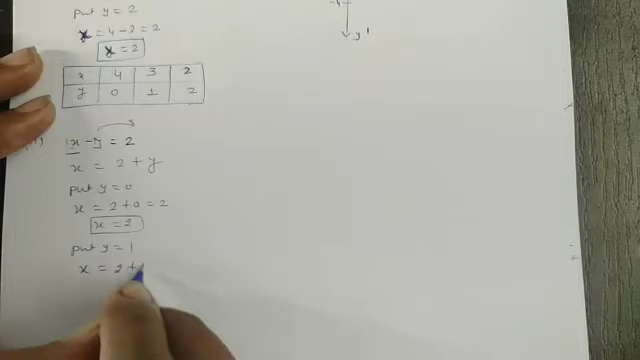 put y = 2
x = 4-2 = 2
x = 2
x 4 3 2
y 0 1 2
-4
y'
x - y = 2
x = 2 + y
put y = 0
x = 2+0 = 2
x = 2
put y = 1
x = 2+